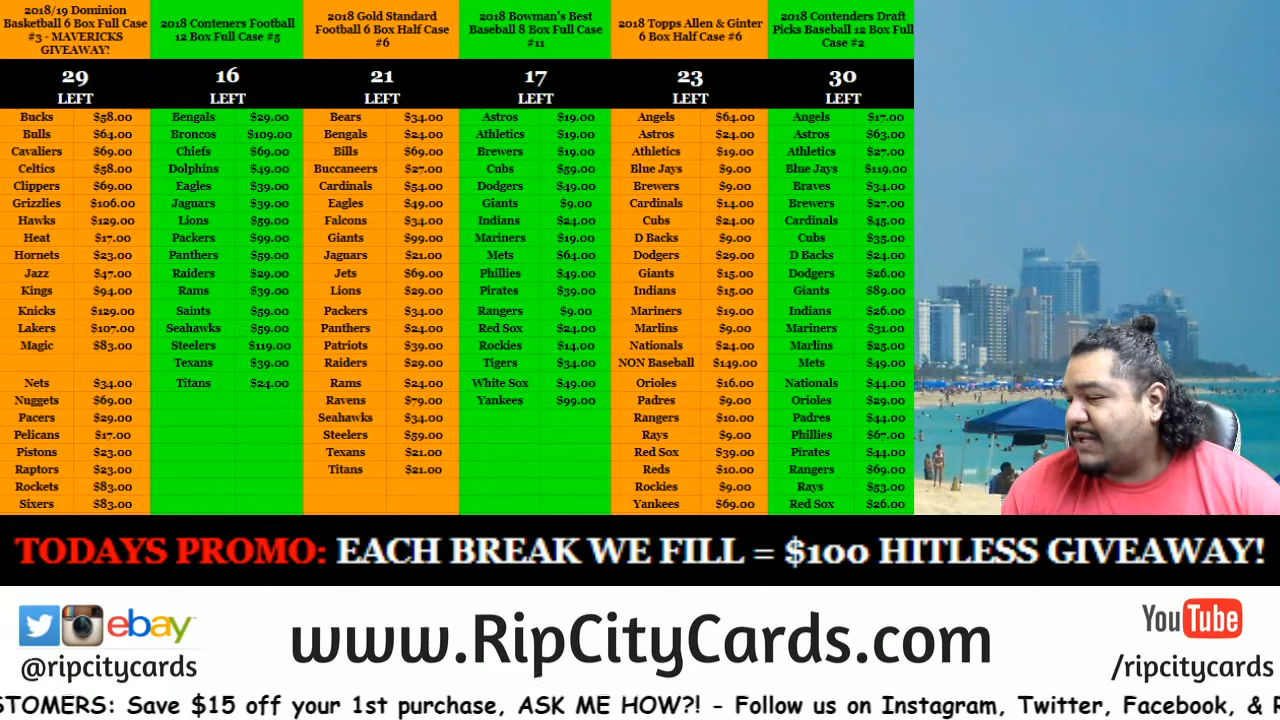 2018/19 Dominion
Basketball 6 Box Full Case
#3 - MAVERICKS
GIVEAWAY!
29
LEFT
Bucks $58.00
Bulls $64.00
Cavaliers $69.00
Celtics $58.00
Clippers $69.00
Grizzlies $106.00
Hawks $129.00
Heat $17.00
Hornets $23.00
Jazz $47.00
Kings $94.00
Knicks $129.00
Lakers $107.00
Magic $83.00
Nets $34.00
Nuggets $69.00
Pacers $29.00
Pelicans $17.00
Pistons $23.00
Raptors $23.00
Rockets $83.00
Sixers $83.00
2018 Conteners Football
12 Box Full Case #5
16
LEFT
Bengals $29.00
Broncos $109.00
Chiefs $69.00
Dolphins $49.00
Eagles $39.00
Jaguars $39.00
Lions $59.00
Packers $99.00
Panthers $59.00
Raiders $29.00
Rams $39.00
Saints $59.00
Seahawks $59.00
Steelers $119.00
Texans $39.00
Titans $24.00
2018 Gold Standard
Football 6 Box Half Case
#6
21
LEFT
Bears $34.00
Bengals $24.00
Bills $69.00
Buccaneers $27.00
Cardinals $54.00
Eagles $49.00
Falcons $34.00
Giants $99.00
Jaguars $21.00
Jets $69.00
Lions $29.00
Packers $34.00
Panthers $24.00
Patriots $39.00
Raiders $29.00
Rams $24.00
Ravens $79.00
Seahawks $34.00
Steelers $59.00
Texans $21.00
Titans $21.00
2018 Bowman's Best
Baseball 8 Box Full Case
#11
17
LEFT
Astros $19.00
Athletics $19.00
Brewers $19.00
Cubs $59.00
Dodgers $49.00
Giants $9.00
Indians $24.00
Mariners $19.00
Mets $64.00
Phillies $49.00
Pirates $39.00
Rangers $9.00
Red Sox $24.00
Rockies $14.00
Tigers $34.00
White Sox $49.00
Yankees $99.00
2018 Topps Allen & Ginter
6 Box Half Case #6
23
LEFT
Angels $64.00
Astros $24.00
Athletics $19.00
Blue Jays $9.00
Brewers $9.00
Cardinals $14.00
Cubs $24.00
D Backs $9.00
Dodgers $29.00
Giants $15.00
Indians $15.00
Mariners $19.00
Marlins $9.00
Nationals $24.00
NON Baseball $149.00
Orioles $16.00
Padres $9.00
Rangers $10.00
Rays $9.00
Red Sox $39.00
Reds $10.00
Rockies $9.00
Yankees $69.00
2018 Contenders Draft
Picks Baseball 12 Box Full
Case #2
30
LEFT
Angels $17.00
Astros $63.00
Athletics $27.00
Blue Jays $119.00
Braves $34.00
Brewers $27.00
Cardinals $45.00
Cubs $35.00
D Backs $24.00
Dodgers $26.00
Giants $89.00
Indians $26.00
Mariners $31.00
Marlins $25.00
Mets $49.00
Nationals $44.00
Orioles $29.00
Padres $44.00
Phillies $67.00
Pirates $44.00
Rangers $69.00
Rays $53.00
Red Sox $26.00
TODAYS PROMO: EACH BREAK WE FILL = $100 HITLESS GIVEAWAY!
ebay
@ripcitycards
www.RipCityCards.com
YouTube
/ripcitycards
STOMERS: Save $15 off your 1st purchase, ASK ME HOW?! - Follow us on Instagram, Twitter, Facebook, &